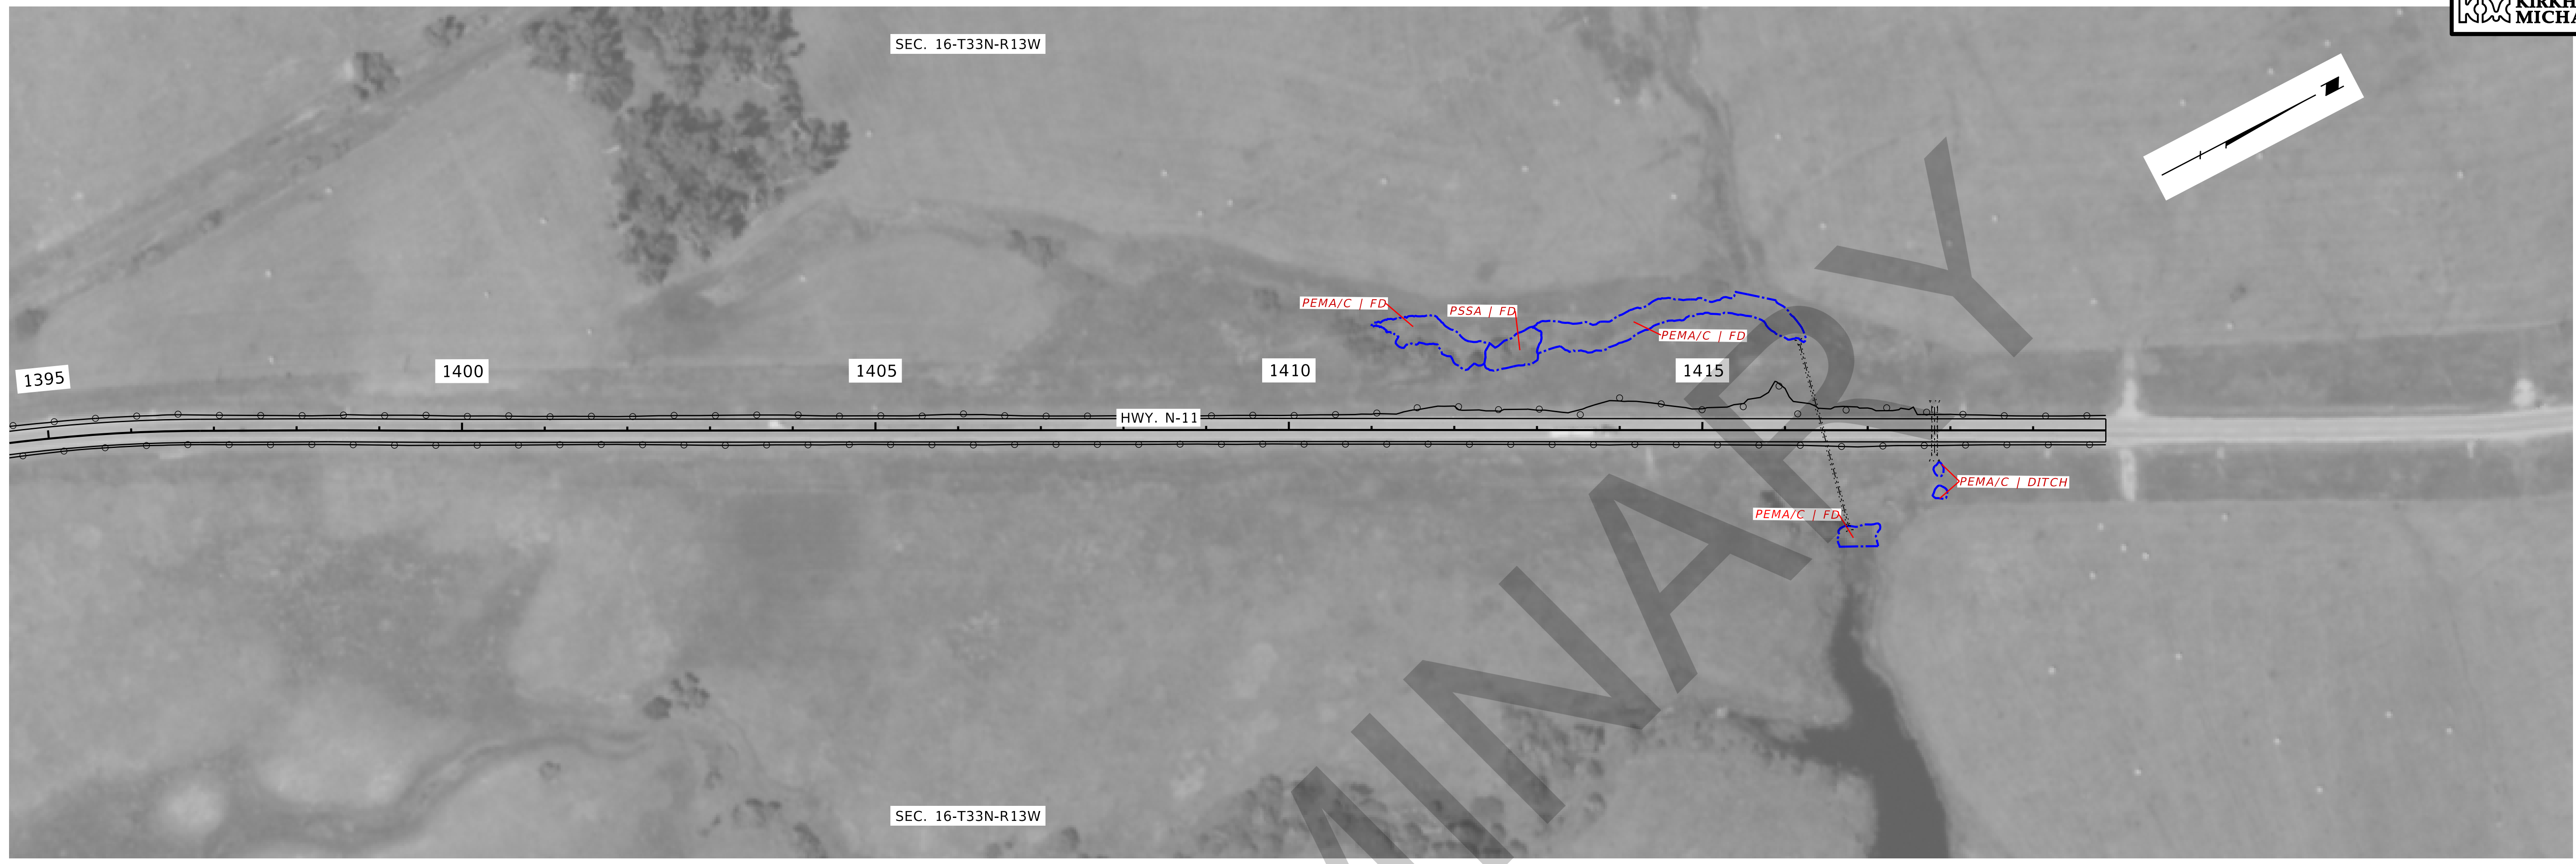 MICHA
SEC. 16-T33N-R13W
PEMA/C | FD
PSSA | FD
PEMA/C | FD
1395
1400
1405
1410
1415
HWY. N-11
PEMA/C | DITCH
PEMA/C | FD
SEC. 16-T33N-R13W
MINARY